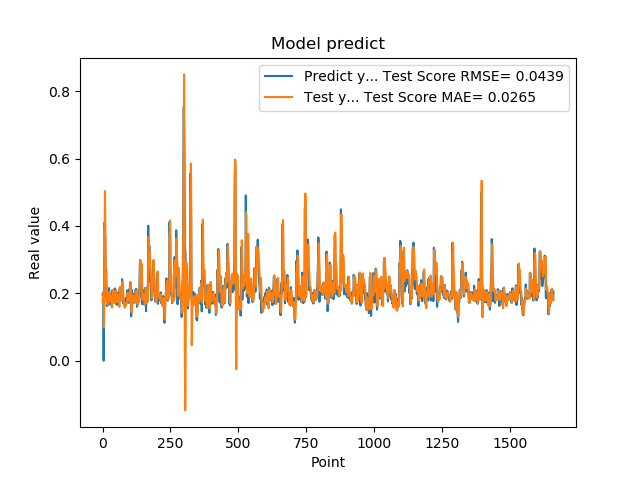 Model predict
Predict y... Test Score RMSE= 0.0439
Test y... Test Score MAE= 0.0265
Real value
0.8
0.6
0.4
0.2
0.0
0 250 500 750 1000 1250 1500
Point